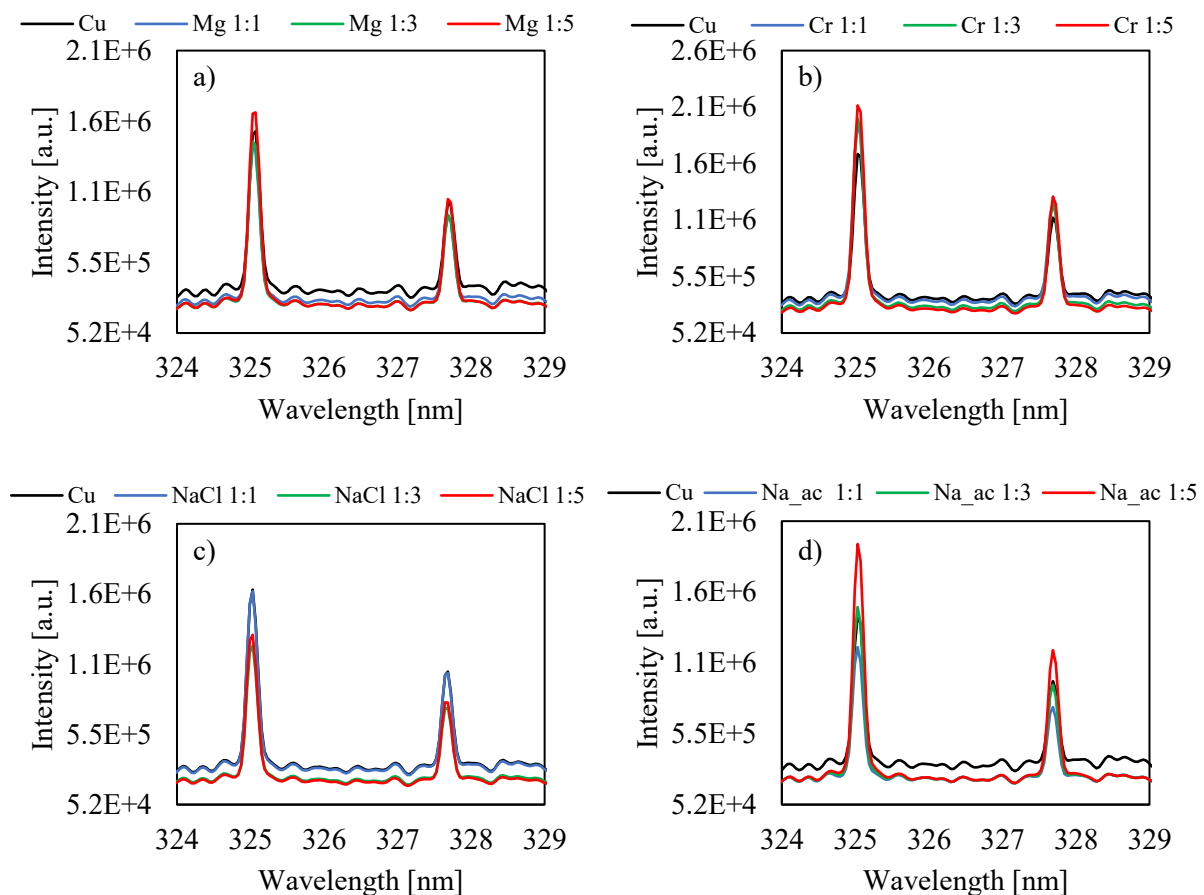 Cu Mg 1:1 Mg 1:3 Mg 1:5
2.1E+6
1.6E+6
1.1E+6
5.5E+5
5.2E+4
Intensity [a.u.]
a)
324 325 326 327 328 329
Wavelength [nm]
Cu Cr 1:1 Cr 1:3 Cr 1:5
2.6E+6
2.1E+6
1.6E+6
1.1E+6
5.5E+5
5.2E+4
Intensity [a.u.]
b)
324 325 326 327 328 329
Wavelength [nm]
Cu NaCl 1:1 NaCl 1:3 NaCl 1:5
2.1E+6
1.6E+6
1.1E+6
5.5E+5
5.2E+4
Intensity [a.u.]
c)
324 325 326 327 328 329
Wavelength [nm]
Cu Na_ac 1:1 Na_ac 1:3 Na_ac 1:5
2.1E+6
1.6E+6
1.1E+6
5.5E+5
5.2E+4
Intensity [a.u.]
d)
324 325 326 327 328 329
Wavelength [nm]